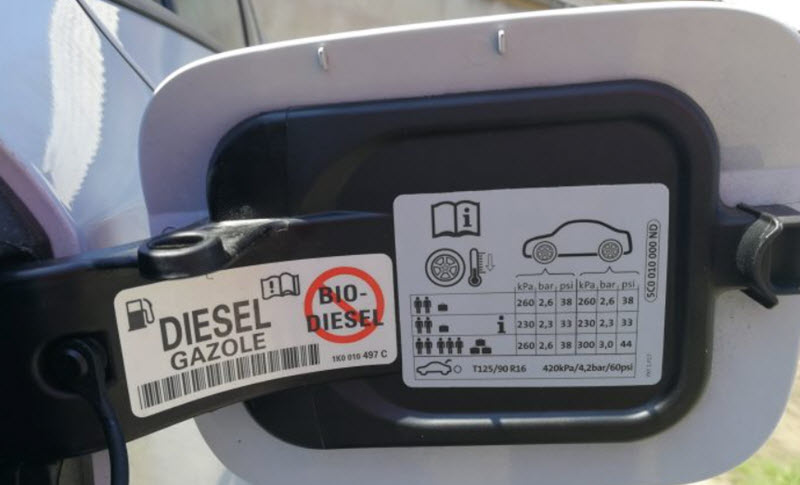 DIESEL
GAZOLE
BIO-
DIESEL
1K0 010 497 C
i
kPa bar psi kPa bar psi
260 2,6 38 260 2,6 38
i 230 2,3 33 230 2,3 33
260 2,6 38 300 3,0 44
T125/90 R16 420kPa/4,2bar/60psi
5C0 010 000 ND